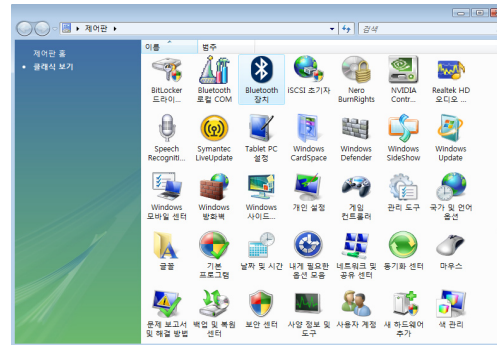 제어판
검색
제어판 홈
클래식 보기
이름
범주
BitLocker
드라이...
Bluetooth
로컬 COM
Bluetooth
장치
iSCSI 초기자
Nero
BurnRights
NVIDIA
Contr...
Realtek HD
오디오 ...
Speech
Recogniti...
Symantec
LiveUpdate
Tablet PC
설정
Windows
CardSpace
Windows
Defender
Windows
SideShow
Windows
Update
Windows
모바일 센터
Windows
방화벽
Windows
사이드...
개인 설정
게임
컨트롤러
관리 도구
국가 및 언어
옵션
글꼴
기본
프로그램
날짜 및 시간
내게 필요한
옵션 모음
네트워크 및
공유 센터
동기화 센터
마우스
문제 보고서
및 해결 방법
백업 및 복원
센터
보안 센터
사양 정보 및
도구
사용자 계정
새 하드웨어
추가
색 관리